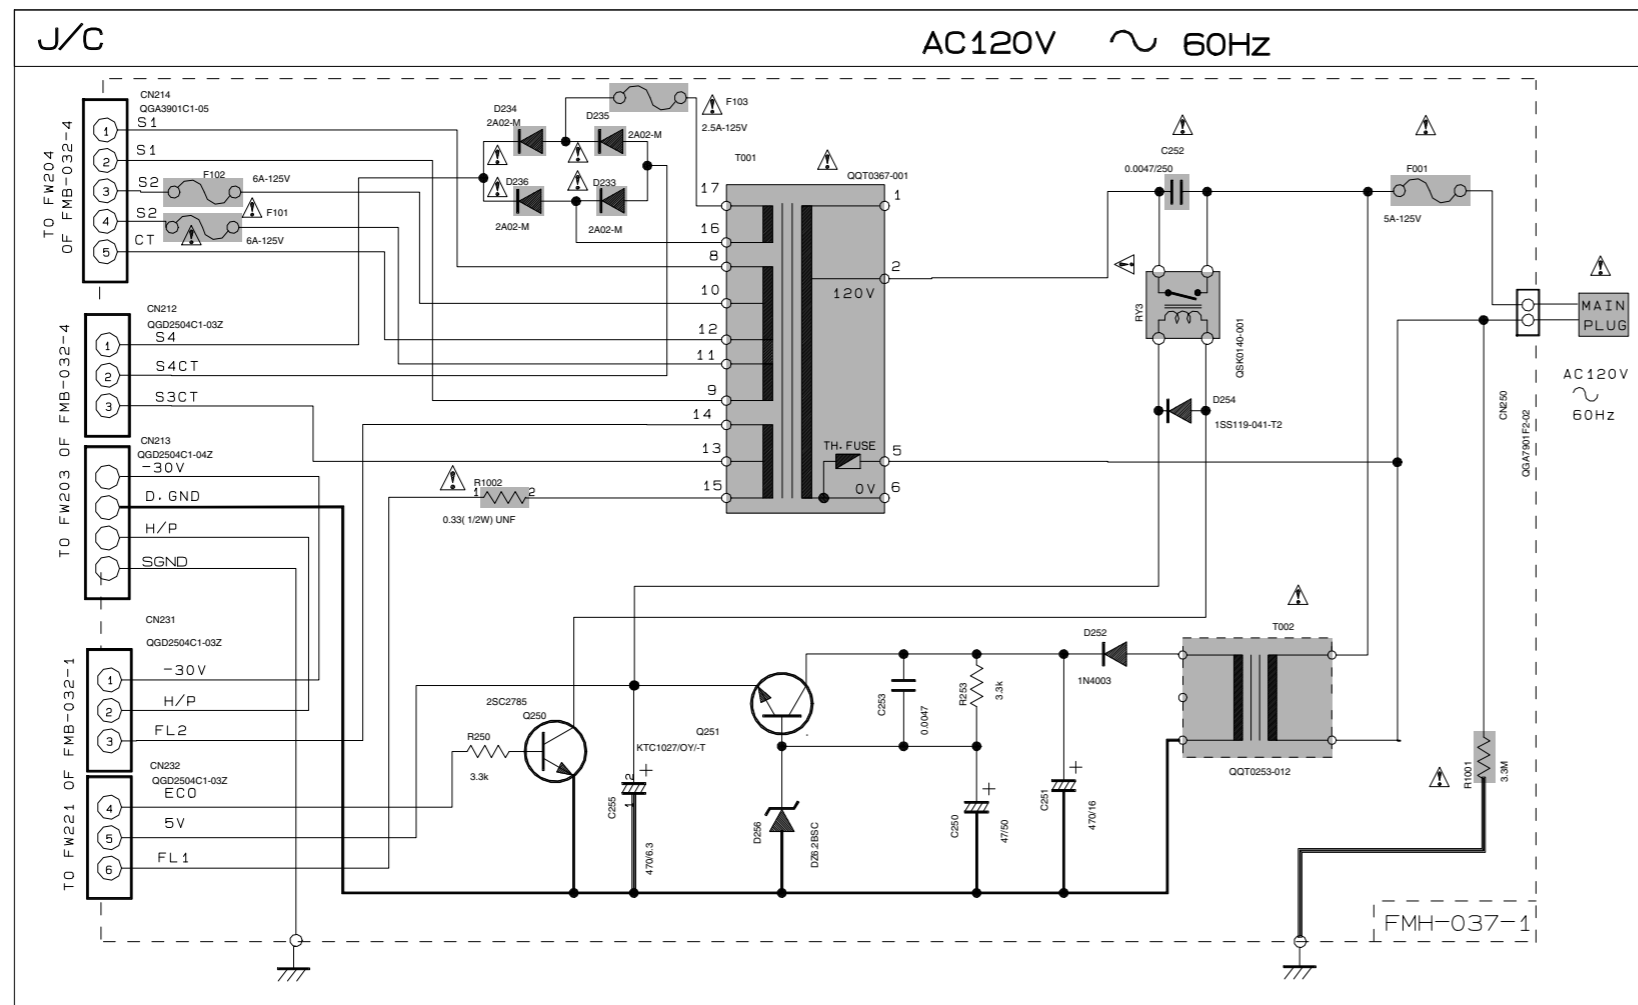 J/C
AC120V 60Hz
CN214
QGA3901C1-05
TO FW204
OF FMB-032-4
1 S1
2 S1
3 S2
4 S2
5 CT
F102
6A-125V
F101
6A-125V
D234
2A02-M
D235
2A02-M
D236
2A02-M
D233
2A02-M
F103
2.5A-125V
T001
QQT0367-001
17
16
8
10
12
11
9
14
13
15
1
2
120V
TH. FUSE
5
0V
6
C252
0.0047/250
F001
5A-125V
RY3
QSK0140-001
D254
1SS119-041-T2
MAIN
PLUG
AC120V
60Hz
CN250
QGA7901F2-02
CN212
QGD2504C1-03Z
1 S4
2 S4CT
3 S3CT
TO FW203 OF FMB-032-4
CN213
QGD2504C1-04Z
-30V
D.GND
H/P
SGND
R1002
1 2
0.33( 1/2W) UNF
CN231
QGD2504C1-03Z
1 -30V
2 H/P
3 FL2
TO FW221 OF FMB-032-1
CN232
QGD2504C1-03Z
4 ECO
5 5V
6 FL1
R250
3.3k
2SC2785
Q250
KTC1027/OY/-T
Q251
C255
1 2
+
470/6.3
D256
DZ6.2BSC
C253
0.0047
R253
3.3k
C250
+
47/50
C251
+
470/16
D252
1N4003
T002
QQT0253-012
R1001
3.3M
FMH-037-1